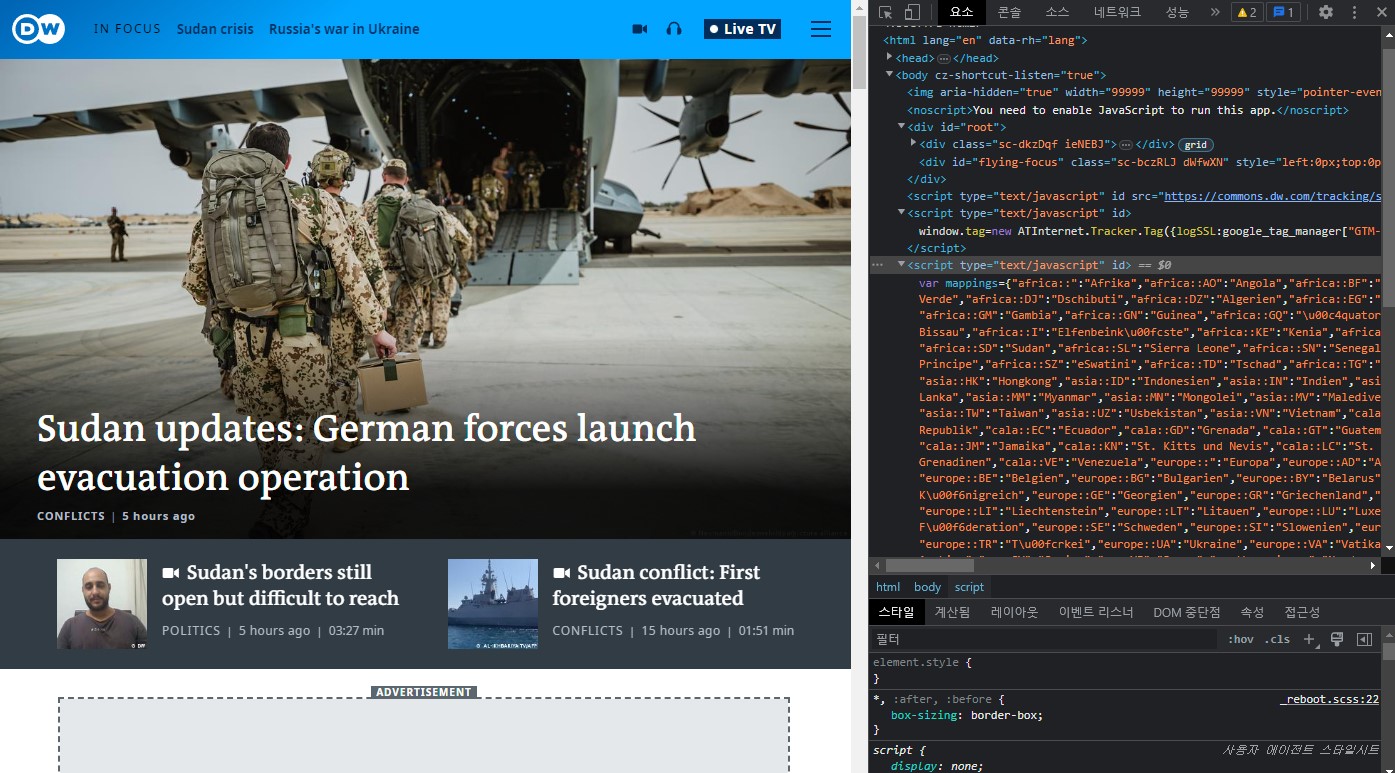 DW
IN FOCUS Sudan crisis Russia's war in Ukraine
Live TV
Sudan updates: German forces launch
evacuation operation
CONFLICTS | 5 hours ago
Sudan's borders still
open but difficult to reach
POLITICS | 5 hours ago | 03:27 min
Sudan conflict: First
foreigners evacuated
CONFLICTS | 15 hours ago | 01:51 min
ADVERTISEMENT
요소 콘솔 소스 네트워크 성능 » 2 1
<html lang="en" data-rh="lang">
<head>…</head>
<body cz-shortcut-listen="true">
<img aria-hidden="true" width="99999" height="99999" style="pointer-even
<noscript>You need to enable JavaScript to run this app.</noscript>
<div id="root">
<div class="sc-dkzDqf ieNEBJ">…</div> grid
<div id="flying-focus" class="sc-bczRLJ dNfwXN" style="left:0px;top:0p
</div>
<script type="text/javascript" id src="https://commons.dw.com/tracking/s
<script type="text/javascript" id>
window.tag=new ATInternet.Tracker.Tag({logSSL:google_tag_manager["GTM-
</script>
<script type="text/javascript" id> == $0
var mappings={"africa::":"Afrika","africa::AO":"Angola","africa::BF":"
Verde","africa::DJ":"Dschibuti","africa::DZ":"Algerien","africa::EG":"
"africa::GM":"Gambia","africa::GN":"Guinea","africa::GQ":"\u00c4quator
Bissau","africa::I":"Elfenbeink\u00fcste","africa::KE":"Kenia","africa
"africa::SD":"Sudan","africa::SL":"Sierra Leone","africa::SN":"Senegal
Principe","africa::SZ":"eSwatini","africa::TD":"Tschad","africa::TG":"
"asia::HK":"Hongkong","asia::ID":"Indonesien","asia::IN":"Indien","asi
Lanka","asia::MM":"Myanmar","asia::MN":"Mongolei","asia::MV":"Maledive
"asia::TW":"Taiwan","asia::UZ":"Usbekistan","asia::VN":"Vietnam","cala
Republik","cala::EC":"Ecuador","cala::GD":"Grenada","cala::GT":"Guatem
"cala::JM":"Jamaika","cala::KN":"St. Kitts und Nevis","cala::LC":"St.
Grenadinen","cala::VE":"Venezuela","europe::":"Europa","europe::AD":"A
"europe::BE":"Belgien","europe::BG":"Bulgarien","europe::BY":"Belarus"
K\u00f6nigreich","europe::GE":"Georgien","europe::GR":"Griechenland","
"europe::LI":"Liechtenstein","europe::LT":"Litauen","europe::LU":"Luxe
F\u00f6deration","europe::SE":"Schweden","europe::SI":"Slowenien","eur
"europe::TR":"T\u00fcrkei","europe::UA":"Ukraine","europe::VA":"Vatika
html body script
스타일 계산됨 레이아웃 이벤트 리스너 DOM 중단점 속성 접근성
필터 :hov .cls
element.style {
}
*, :after, :before { _reboot.scss:22
box-sizing: border-box;
}
script { 사용자 에이전트 스타일시트
display: none;